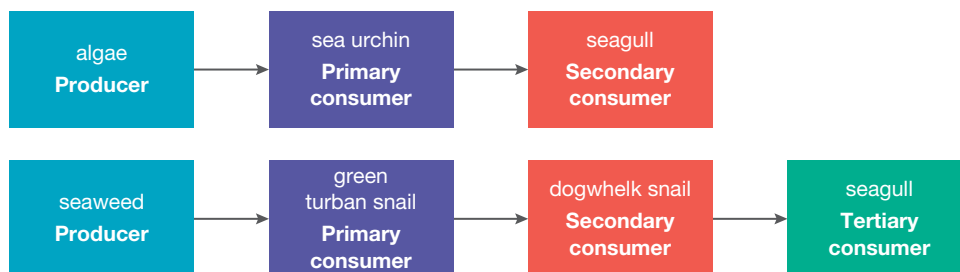 algae
Producer
sea urchin
Primary
consumer
seagull
Secondary
consumer
seaweed
Producer
green
turban snail
Primary
consumer
dogwhelk snail
Secondary
consumer
seagull
Tertiary
consumer